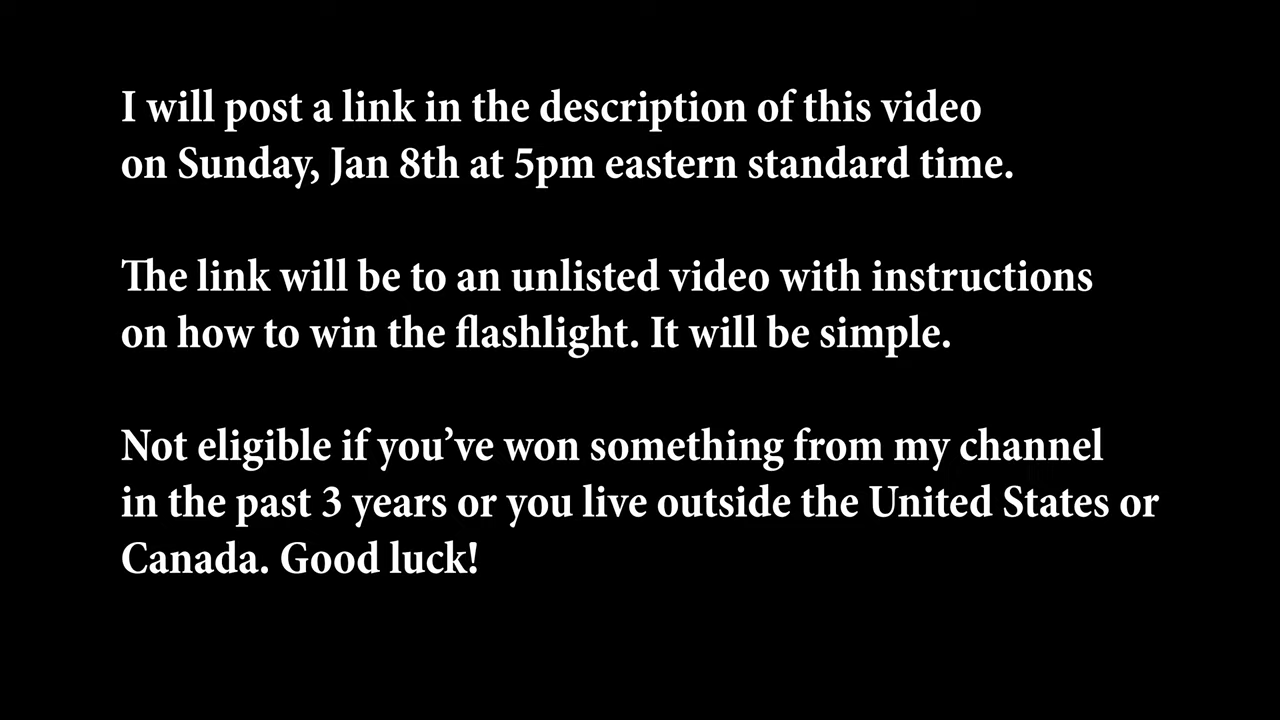 I will post a link in the description of this video
on Sunday, Jan 8th at 5pm eastern standard time.
The link will be to an unlisted video with instructions
on how to win the flashlight. It will be simple.
Not eligible if you’ve won something from my channel
in the past 3 years or you live outside the United States or
Canada. Good luck!